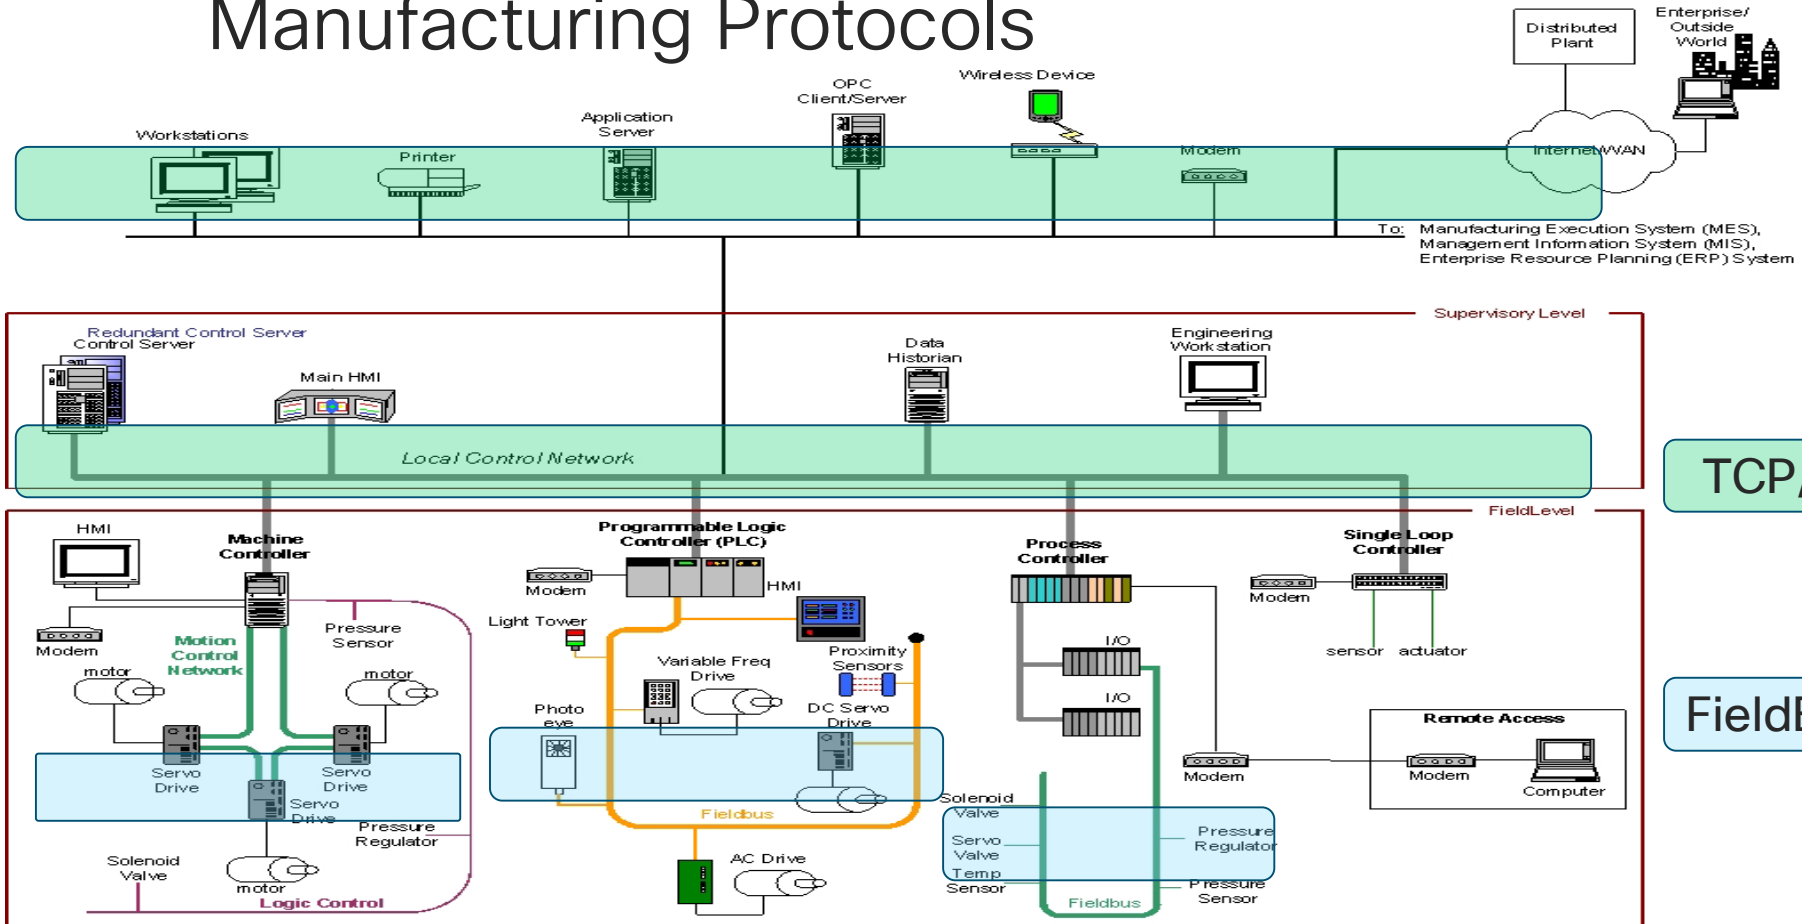 Manufacturing Protocols
Distributed
Plant
Enterprise/
Outside
World
Wireless Device
OPC
Client/Server
Application
Server
Workstations
Printer
Modem
Internet/WAN
To: Manufacturing Execution System (MES),
Management Information System (MIS),
Enterprise Resource Planning (ERP) System
Supervisory Level
Redundant Control Server
Control Server
Main HMI
Data
Historian
Engineering
Workstation
Local Control Network
TCP/
FieldLevel
HMI
Machine
Controller
Programmable Logic
Controller (PLC)
Process
Controller
Single Loop
Controller
Modem
HMI
Modem
Light Tower
Modem
Pressure
Sensor
Motion
Control
Network
motor
motor
Variable Freq
Drive
Proximity
Sensors
I/O
I/O
sensor actuator
Photo
eye
DC Servo
Drive
FieldB
Remote Access
Servo
Drive
Servo
Drive
Servo
Drive
Modem
Modem
Computer
Fieldbus
Solenoid
Valve
Servo
Valve
Temp
Sensor
Pressure
Regulator
Pressure
Regulator
Pressure
Sensor
Solenoid
Valve
motor
AC Drive
Logic Control
Fieldbus